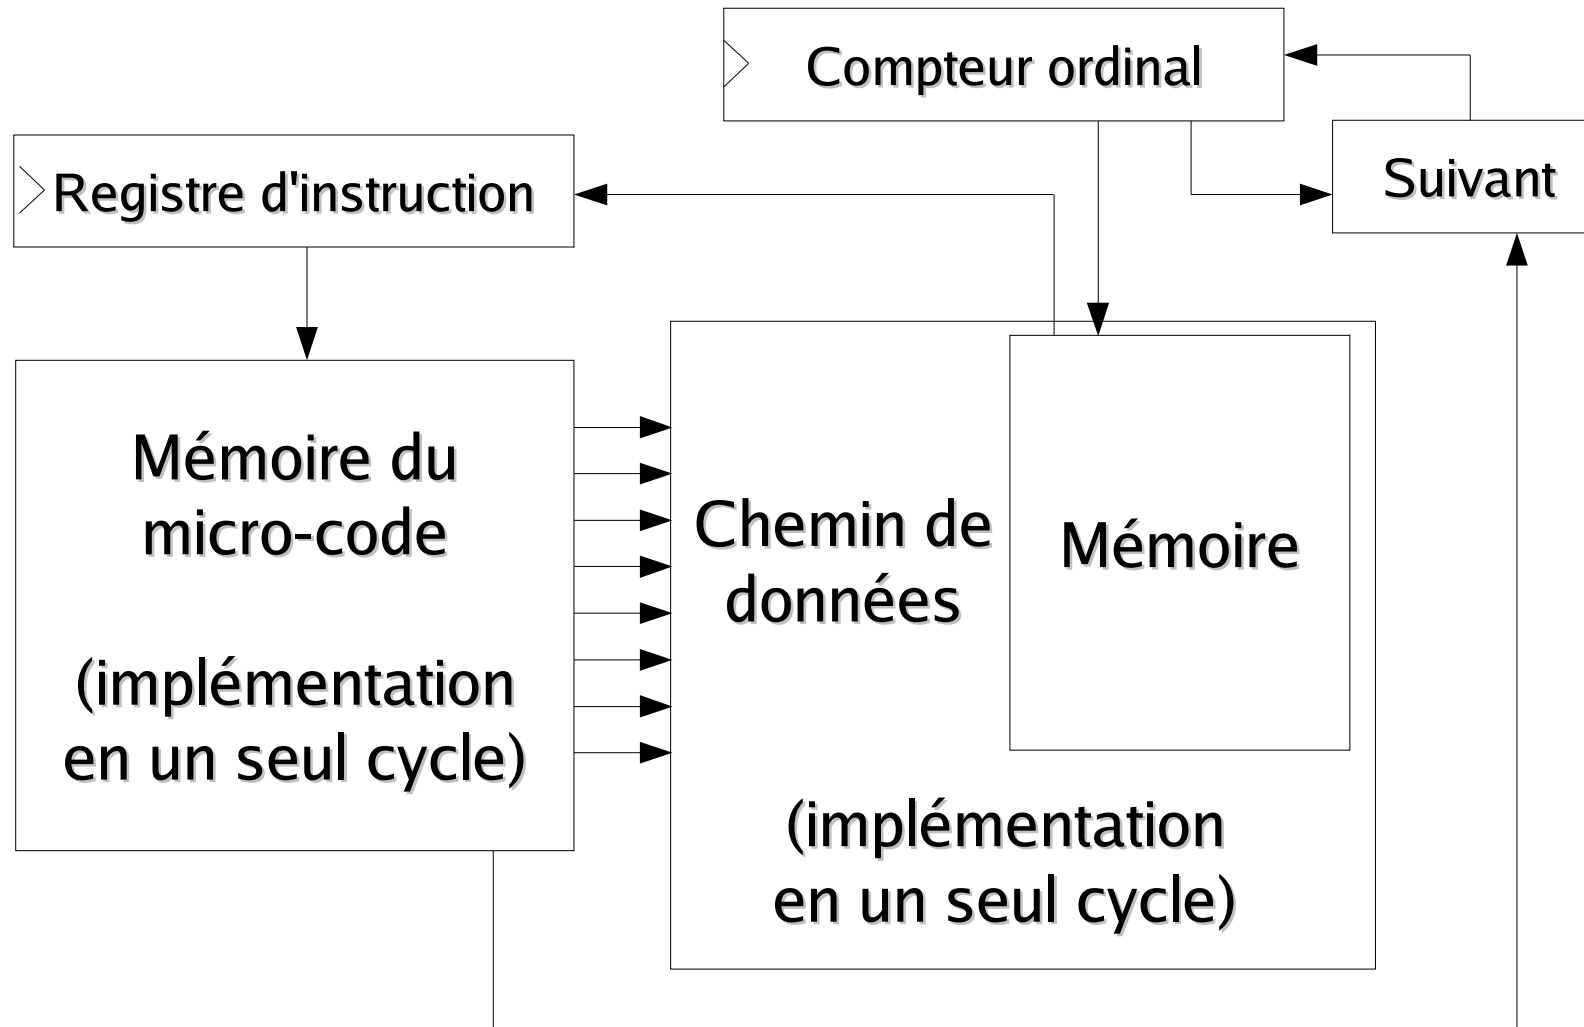 Compteur ordinal
Suivant
Registre d'instruction
Mémoire du
micro-code
(implémentation
en un seul cycle)
Chemin de
données
Mémoire
(implémentation
en un seul cycle)